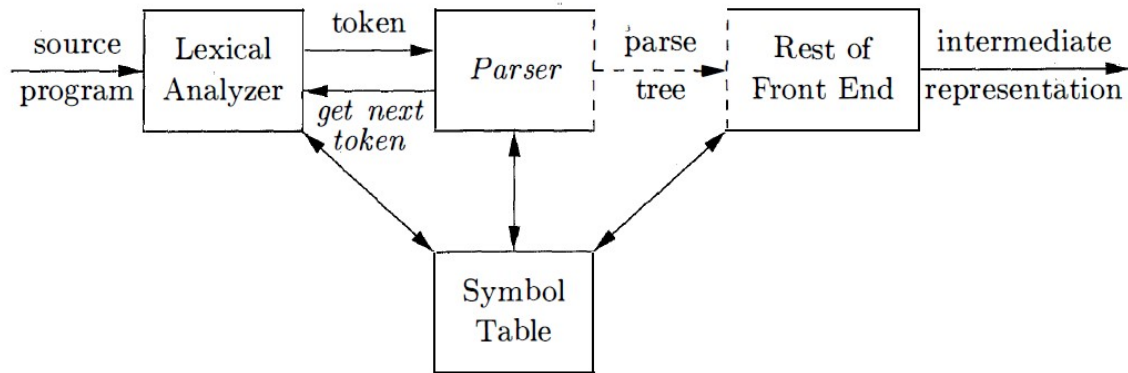 source
program
Lexical
Analyzer
token
get next
token
Parser
parse
tree
Rest of
Front End
intermediate
representation
Symbol
Table